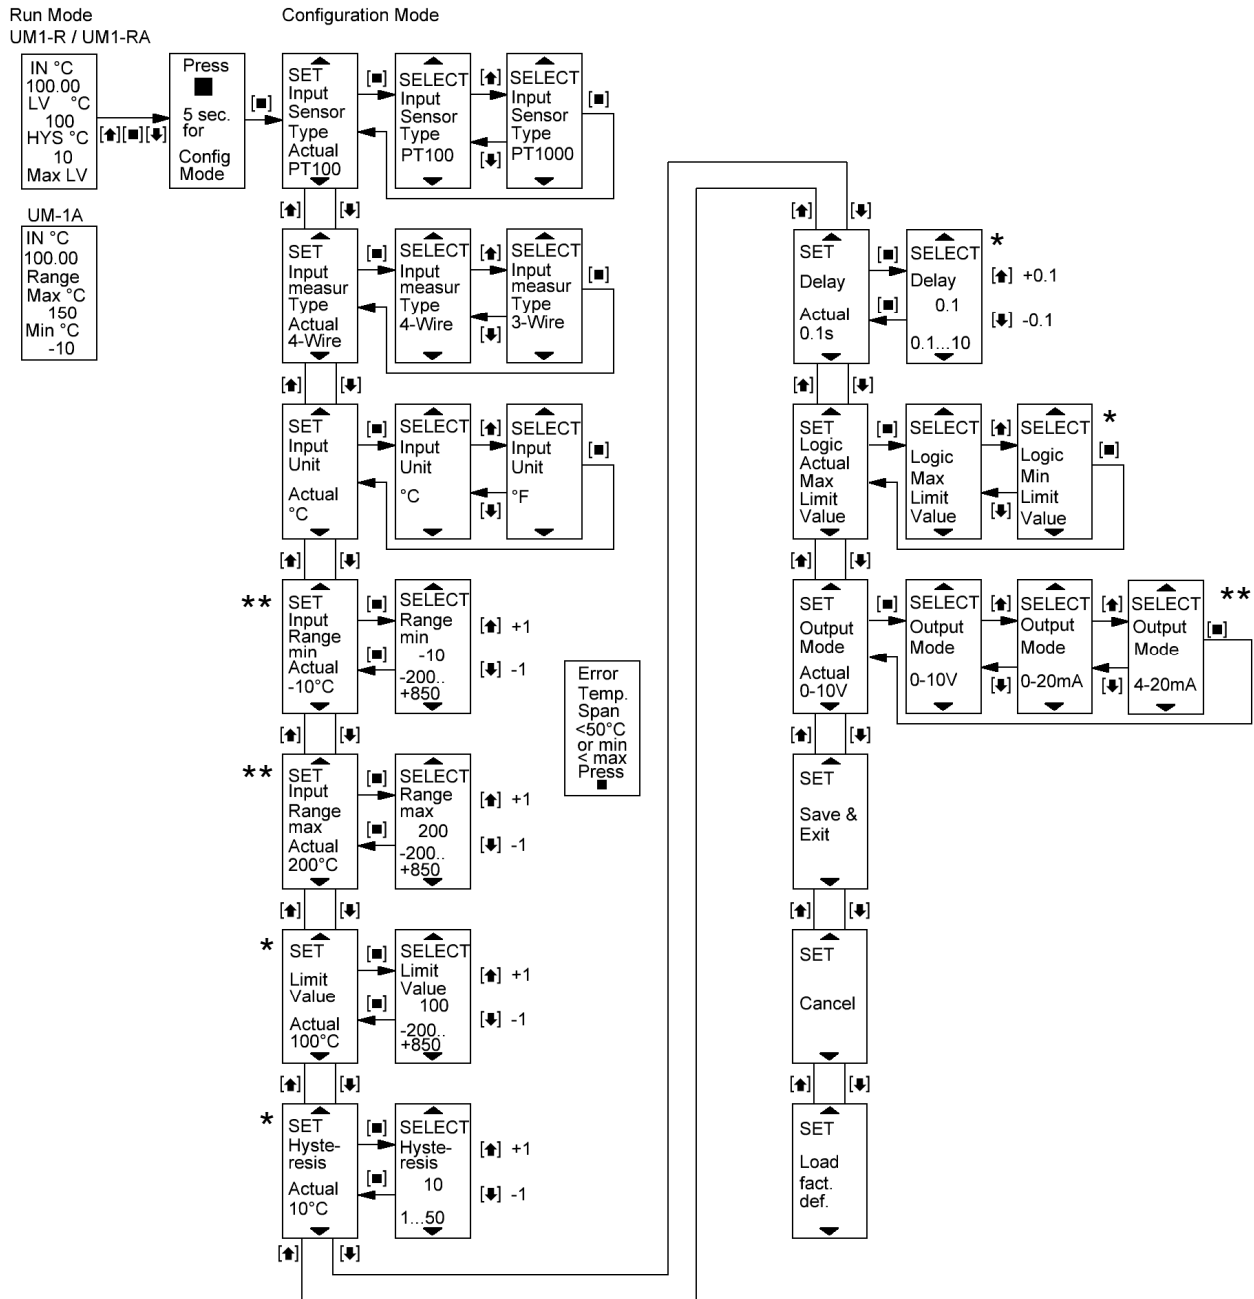 Run Mode
UM1-R / UM1-RA
Configuration Mode
IN °C
100.00
LV °C
100
HYS °C
10
Max LV
Press
5 sec.
for
Config
Mode
UM-1A
IN °C
100.00
Range
Max °C
150
Min °C
-10
SET
Input
Sensor
Type
Actual
PT100
SELECT
Input
Sensor
Type
PT100
SELECT
Input
Sensor
Type
PT1000
SET
Input
measur
Type
Actual
4-Wire
SELECT
Input
measur
Type
4-Wire
SELECT
Input
measur
Type
3-Wire
SET
Input
Unit
Actual
°C
SELECT
Input
Unit
°C
SELECT
Input
Unit
°F
**
SET
Input
Range
min
Actual
-10°C
SELECT
Range
min
-10
-200..
+850
+1
-1
**
SET
Input
Range
max
Actual
200°C
SELECT
Range
max
200
-200..
+850
+1
-1
Error
Temp.
Span
<50°C
or min
< max
Press
*
SET
Limit
Value
Actual
100°C
SELECT
Limit
Value
100
-200..
+850
+1
-1
*
SET
Hyste-
resis
Actual
10°C
SELECT
Hyste-
resis
10
1...50
+1
-1
SET
Delay
Actual
0.1s
SELECT
Delay
0.1
0.1...10
*
+0.1
-0.1
SET
Logic
Actual
Max
Limit
Value
SELECT
Logic
Max
Limit
Value
SELECT
Logic
Min
Limit
Value
*
SET
Output
Mode
Actual
0-10V
SELECT
Output
Mode
0-10V
SELECT
Output
Mode
0-20mA
SELECT
Output
Mode
4-20mA
**
SET
Save &
Exit
SET
Cancel
SET
Load
fact.
def.